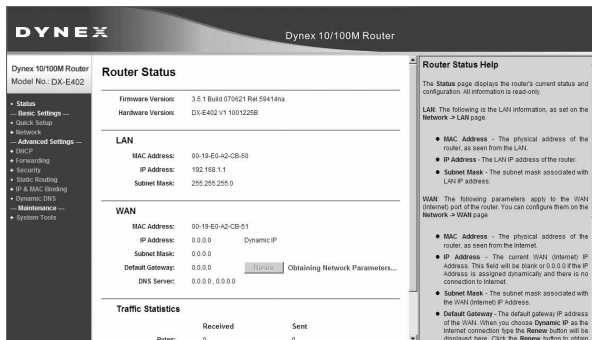 DYNEX
Dynex 10/100M Router
Dynex 10/100M Router
Model No.: DX-E402
• Status
— Basic Settings —
• Quick Setup
+ Network
— Advanced Settings —
+ DHCP
+ Forwarding
+ Security
• Static Routing
+ IP & MAC Binding
• Dynamic DNS
— Maintenance —
+ System Tools
Router Status
Firmware Version: 3.5.1 Build 070621 Rel.59414na
Hardware Version: DX-E402 V1 1001225B
LAN
MAC Address: 00-19-E0-A2-CB-50
IP Address: 192.168.1.1
Subnet Mask: 255.255.255.0
WAN
MAC Address: 00-19-E0-A2-CB-51
IP Address: 0.0.0.0 Dynamic IP
Subnet Mask: 0.0.0.0
Default Gateway: 0.0.0.0 Renew Obtaining Network Parameters...
DNS Server: 0.0.0.0 , 0.0.0.0
Traffic Statistics
Received Sent
Bytes: 0 0
Router Status Help
The Status page displays the router's current status and
configuration. All information is read-only.
LAN: The following is the LAN information, as set on the
Network -> LAN page.
• MAC Address - The physical address of the
router, as seen from the LAN.
• IP Address - The LAN IP address of the router.
• Subnet Mask - The subnet mask associated with
LAN IP address.
WAN: The following parameters apply to the WAN
(Internet) port of the router. You can configure them on the
Network -> WAN page
• MAC Address - The physical address of the
router, as seen from the Internet.
• IP Address - The current WAN (Internet) IP
Address. This field will be blank or 0.0.0.0 if the IP
Address is assigned dynamically and there is no
connection to Internet.
• Subnet Mask - The subnet mask associated with
the WAN (Internet) IP Address.
• Default Gateway - The default gateway IP address
of the WAN. When you choose Dynamic IP as the
Internet connection type the Renew button will be
displayed here. Click the Renew button to obtain